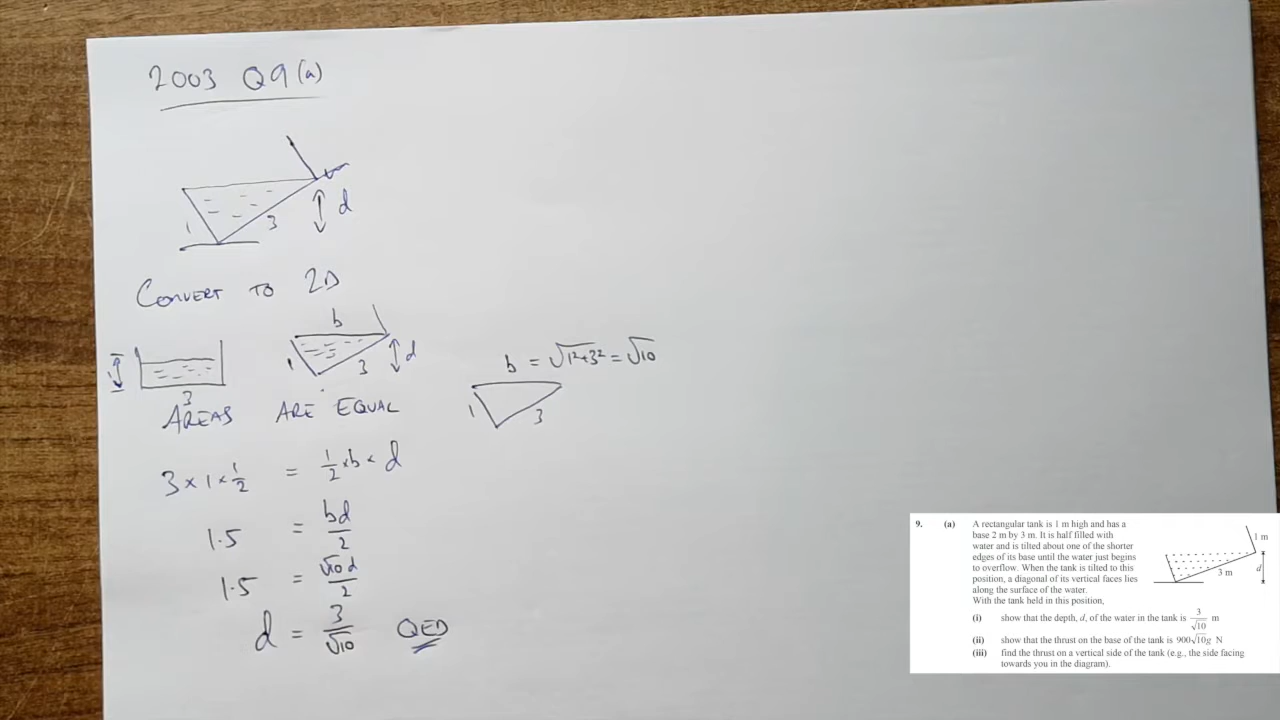 2003 Q9(a)
1
3
d
CONVERT TO 2D
b
1
3
d
3
b = √1²+3² = √10
1
3
AREAS ARE EQUAL
3 × 1 × 1/2 = 1/2 × b × d
1.5 = bd/2
1.5 = √10 d/2
d = 3/√10 QED
9. (a) A rectangular tank is 1 m high and has a
base 2 m by 3 m. It is half filled with
water and is tilted about one of the shorter
edges of its base until the water just begins
to overflow. When the tank is tilted to this
position, a diagonal of its vertical faces lies
along the surface of the water.
With the tank held in this position,
1 m
3 m
d
(i) show that the depth, d, of the water in the tank is 3/√10 m
(ii) show that the thrust on the base of the tank is 900√10g N
(iii) find the thrust on a vertical side of the tank (e.g., the side facing
towards you in the diagram).